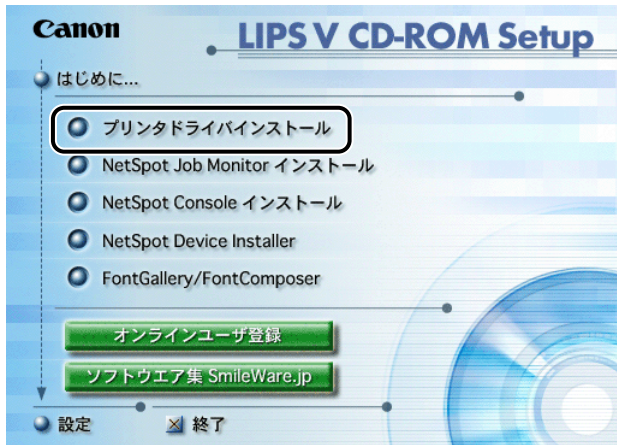 Canon
LIPS V CD-ROM Setup
はじめに...
プリンタドライバインストール
NetSpot Job Monitor インストール
NetSpot Console インストール
NetSpot Device Installer
FontGallery/FontComposer
オンラインユーザ登録
ソフトウエア集 SmileWare.jp
設定
終了